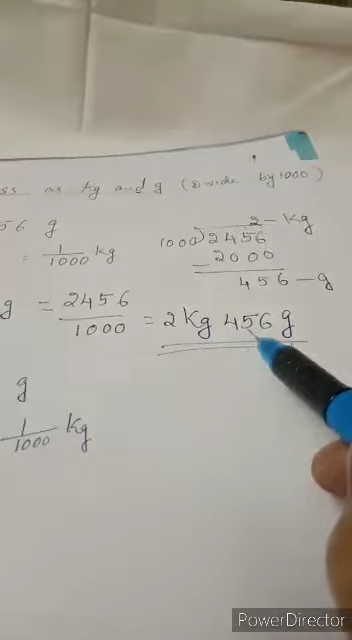 ss as kg and g (Divide by 1000)
56 g
= 1/1000 kg
2 - kg
1000)2456
- 2000
456 - g
g = 2456/1000 = 2 Kg 456 g
g
1/1000 Kg
PowerDirector